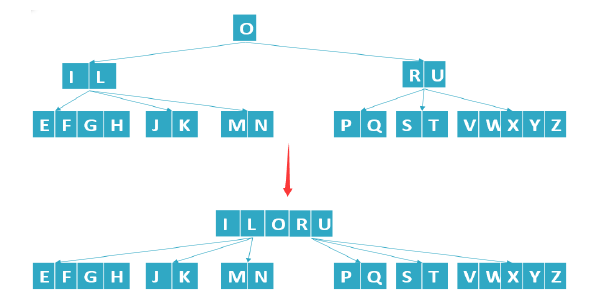 O
I L
R U
E F G H J K M N P Q S T V W X Y Z
I L O R U
E F G H J K M N P Q S T V W X Y Z